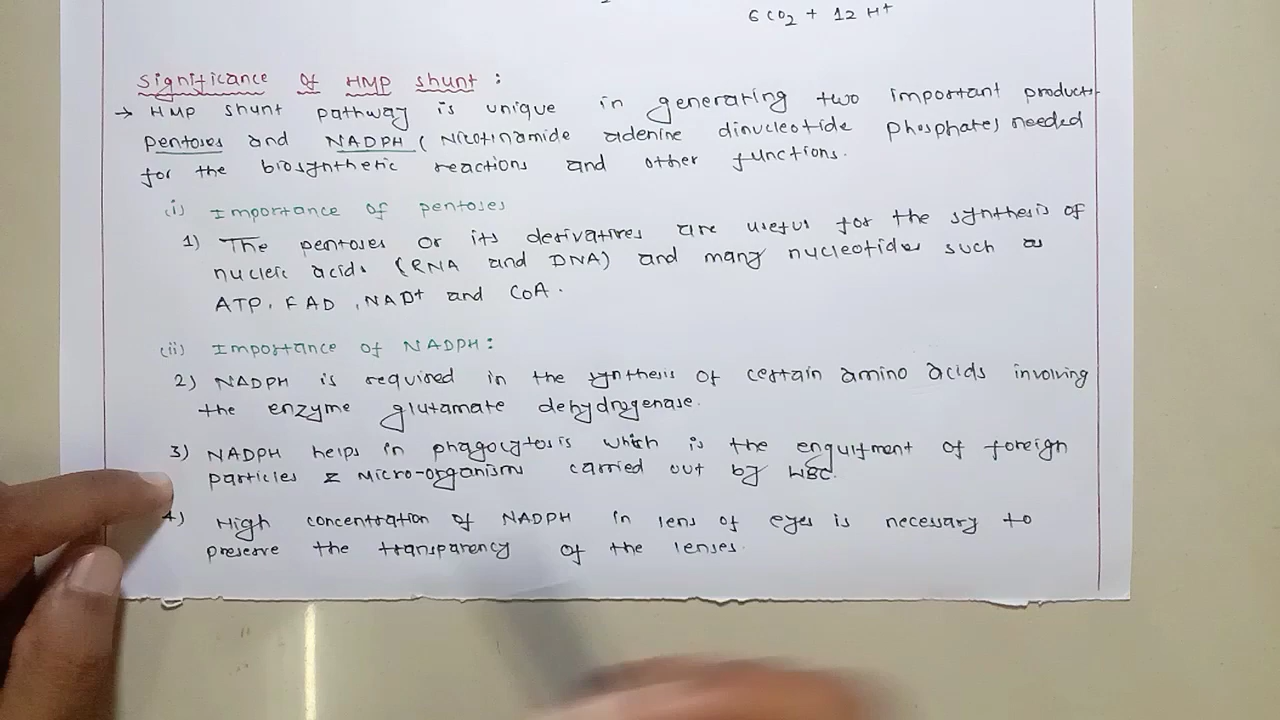 6CO₂ + 12 H⁺
Significance of HMP shunt :
→ HMP shunt pathway is unique in generating two important products
pentoses and NADPH (Nicotinamide adenine dinucleotide phosphate) needed
for the biosynthetic reactions and other functions.
(i) Importance of pentoses
1) The pentoses or its derivatives are useful for the synthesis of
nucleic acids (RNA and DNA) and many nucleotides such as
ATP, FAD, NAD⁺ and CoA.
(ii) Importance of NADPH :
2) NADPH is required in the synthesis of certain amino acids involving
the enzyme glutamate dehydrogenase.
3) NADPH helps in phagocytosis which is the engulfment of foreign
particles & Micro-organisms carried out by WBC.
4) High concentration of NADPH in lens of eyes is necessary to
preserve the transparency of the lenses.